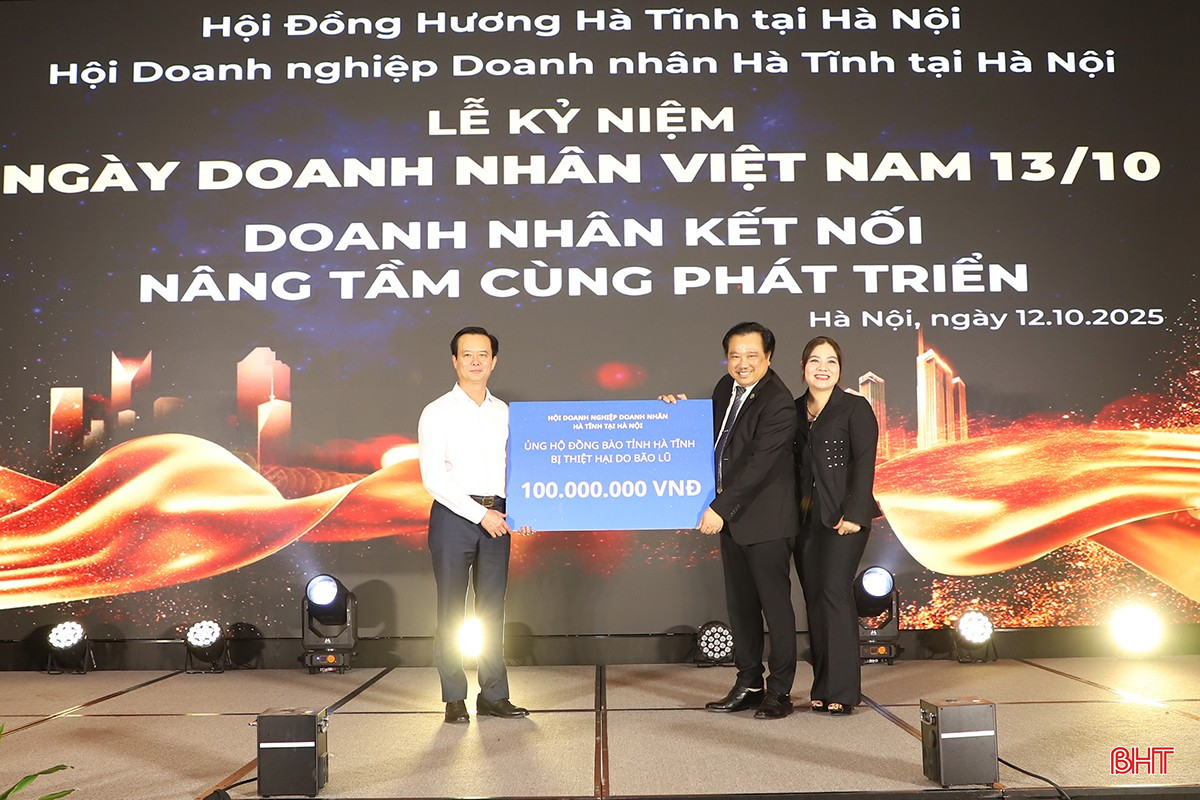 Hội Đồng Hương Hà Tĩnh tại Hà Nội
Hội Doanh nghiệp Doanh nhân Hà Tĩnh tại Hà Nội
LỄ KỶ NIỆM
NGÀY DOANH NHÂN VIỆT NAM 13/10
DOANH NHÂN KẾT NỐI
NÂNG TẦM CÙNG PHÁT TRIỂN
Hà Nội, ngày 12.10.2025
HỘI DOANH NGHIỆP DOANH NHÂN
HÀ TĨNH TẠI HÀ NỘI
ỦNG HỘ ĐỒNG BÀO TỈNH HÀ TĨNH
BỊ THIỆT HẠI DO BÃO LŨ
100.000.000 VNĐ
BHT